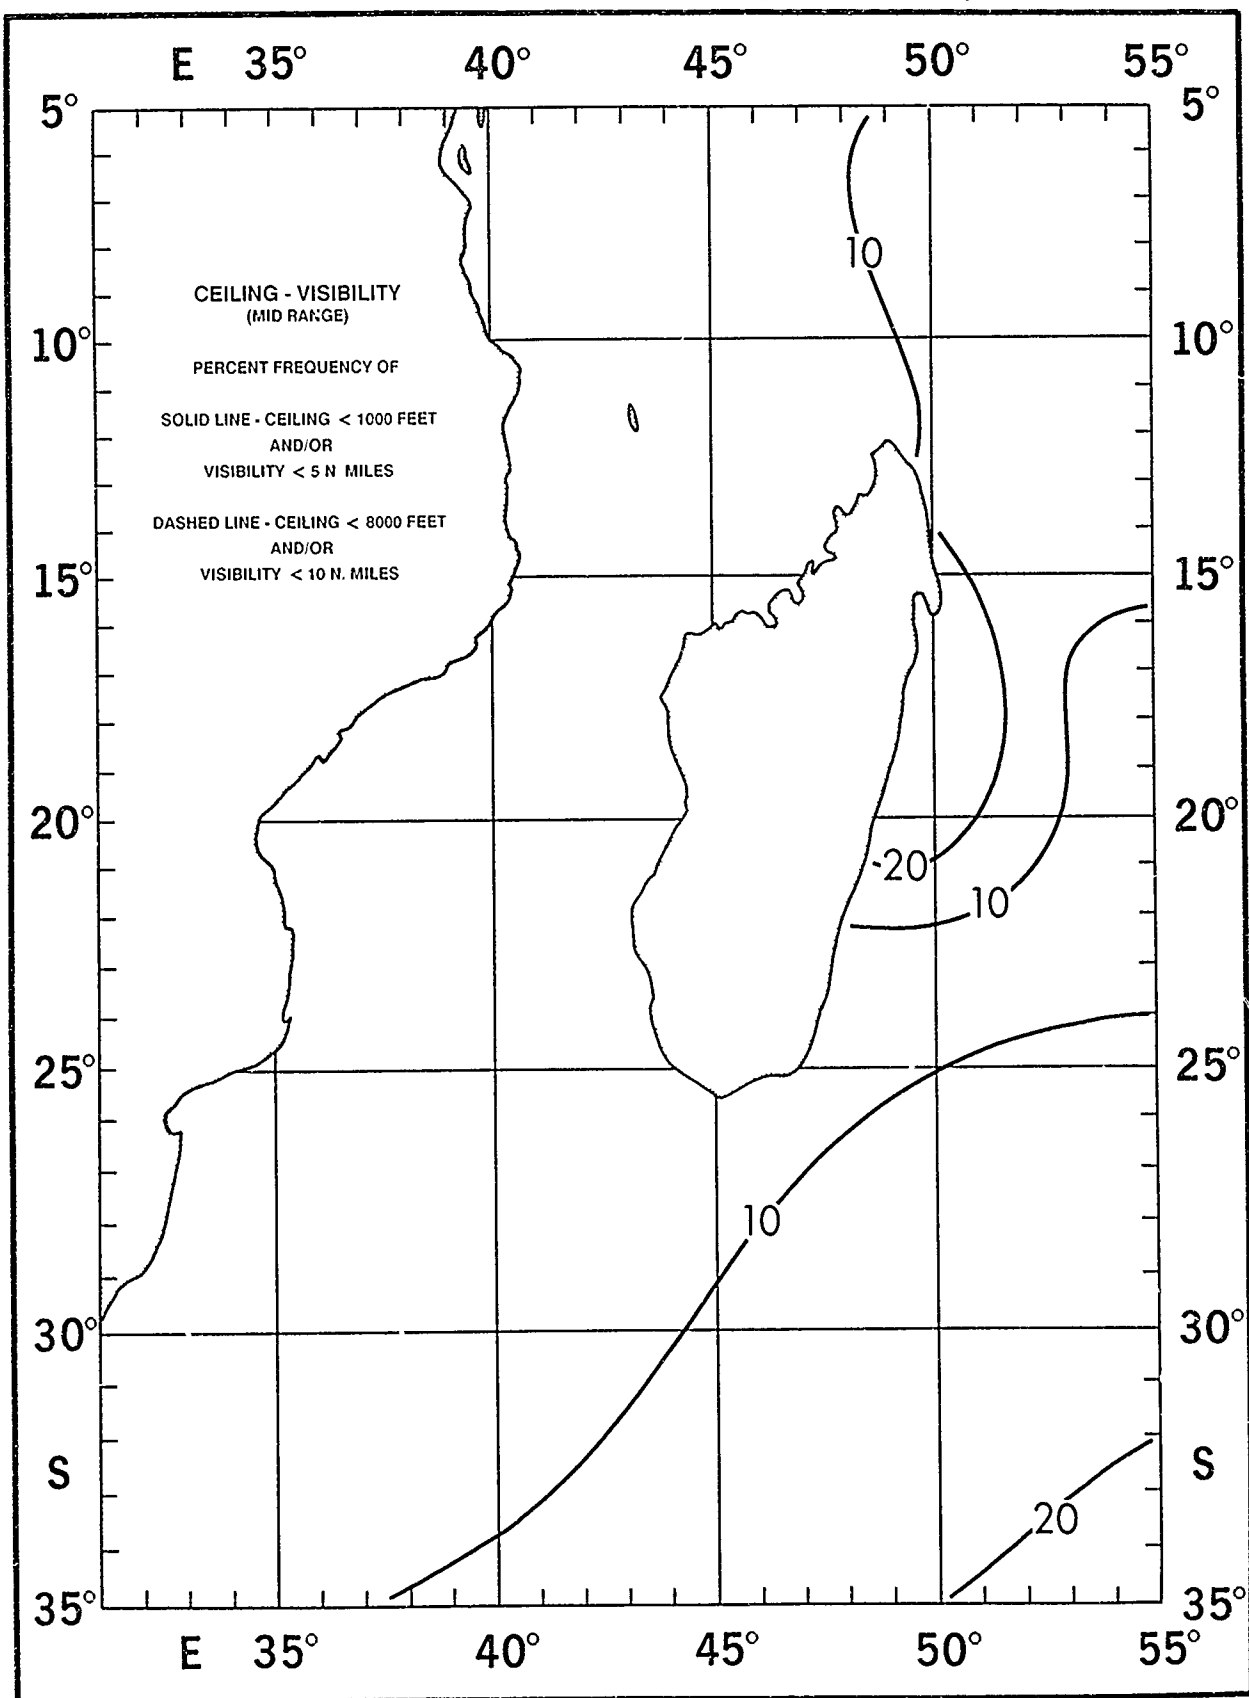 E 35° 40° 45° 50° 55°
5° 5°
10
CEILING - VISIBILITY
(MID RANGE)
10° 10°
PERCENT FREQUENCY OF
SOLID LINE - CEILING < 1000 FEET
AND/OR
VISIBILITY < 5 N MILES
DASHED LINE - CEILING < 8000 FEET
AND/OR
VISIBILITY < 10 N. MILES
15° 15°
20° 20°
20
10
25° 25°
10
30° 30°
S S
20
35° 35°
E 35° 40° 45° 50° 55°